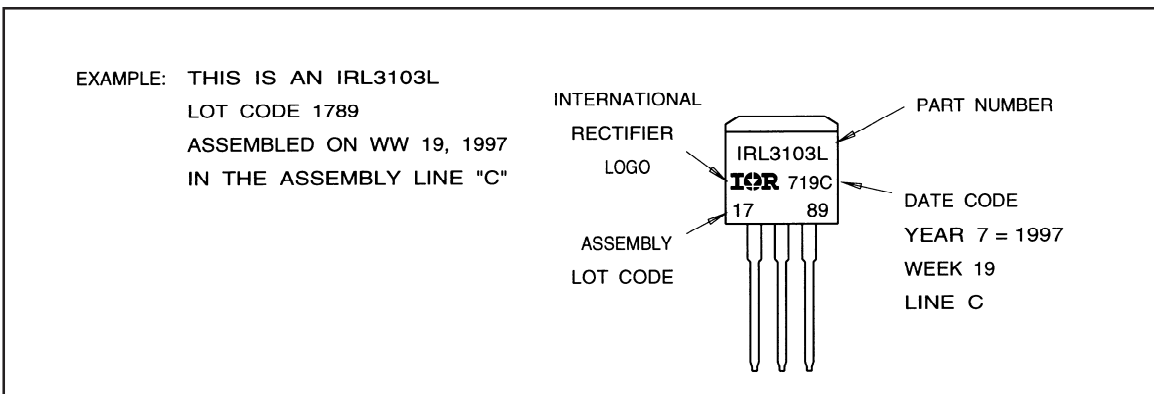 EXAMPLE: THIS IS AN IRL3103L
LOT CODE 1789
ASSEMBLED ON WW 19, 1997
IN THE ASSEMBLY LINE "C"
INTERNATIONAL
RECTIFIER
LOGO
ASSEMBLY
LOT CODE
IRL3103L
IOR 719C
17 89
PART NUMBER
DATE CODE
YEAR 7 = 1997
WEEK 19
LINE C